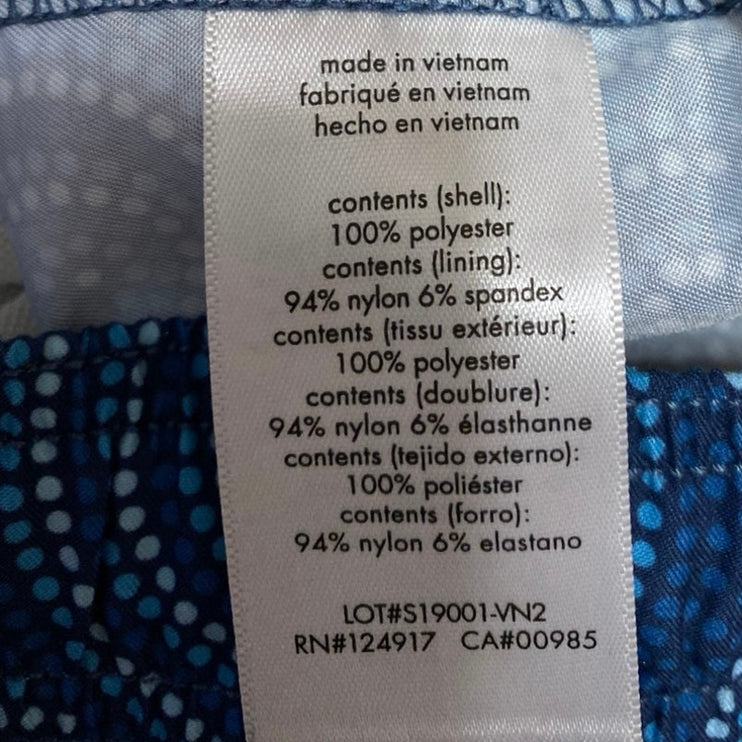 made in vietnam
fabriqué en vietnam
hecho en vietnam
contents (shell):
100% polyester
contents (lining):
94% nylon 6% spandex
contents (tissu extérieur):
100% polyester
contents (doublure):
94% nylon 6% élasthanne
contents (tejido externo):
100% poliéster
contents (forro):
94% nylon 6% elastano
LOT#S19001-VN2
RN#124917 CA#00985